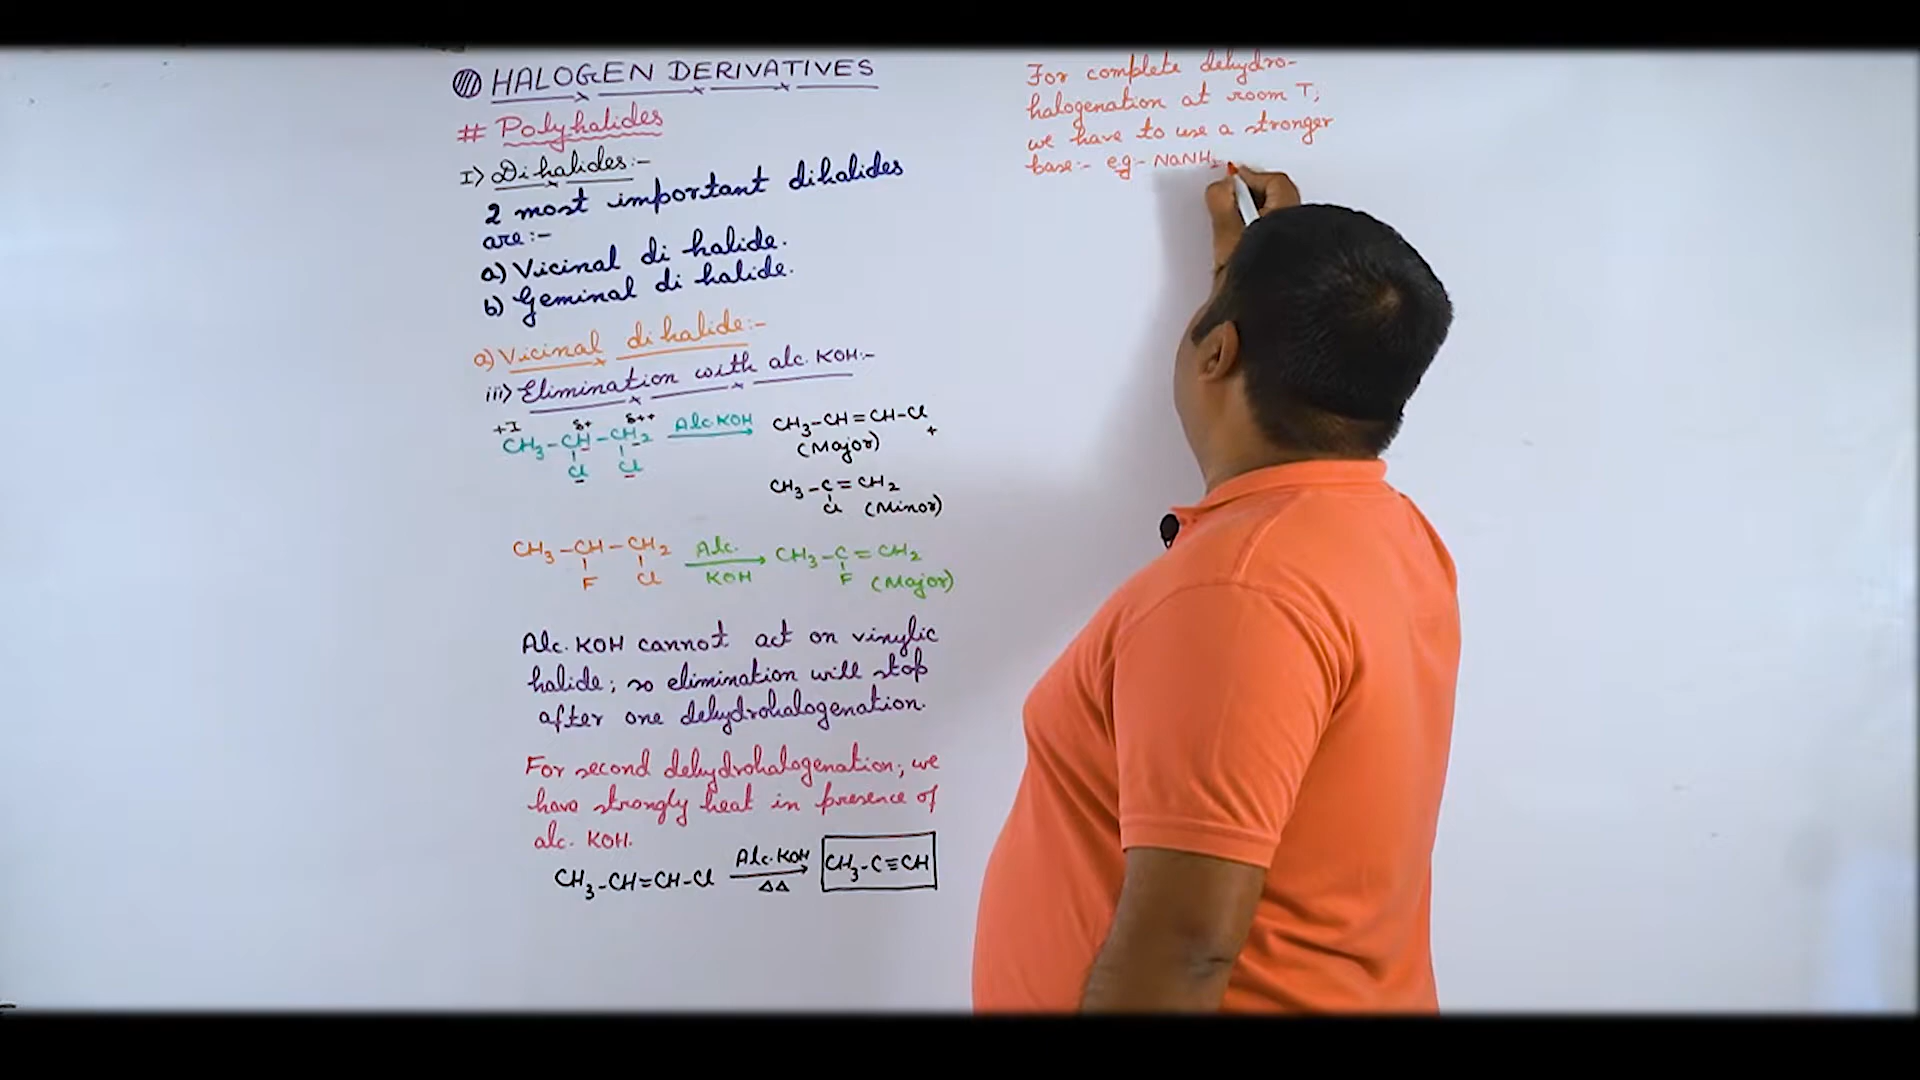 HALOGEN DERIVATIVES
# Polyhalides
I) Dihalides:-
2 most important dihalides
are:-
a) Vicinal di halide.
b) Geminal di halide.
a) Vicinal dihalide:-
iii) Elimination with alc. KOH:-
+I δ+ δ++
CH3-CH-CH2 Alc.KOH CH3-CH=CH-Cl +
Cl Cl (Major)
CH3-C=CH2
Cl (Minor)
CH3-CH-CH2 Alc. KOH CH3-C=CH2
F Cl F (Major)
Alc. KOH cannot act on vinylic
halide; so elimination will stop
after one dehydrohalogenation.
For second dehydrohalogenation; we
have strongly heat in presence of
alc. KOH.
CH3-CH=CH-Cl Alc.KOH ΔΔ CH3-C≡CH
For complete dehydro-
halogenation at room T;
we have to use a stronger
base:- e.g:- NaNH2